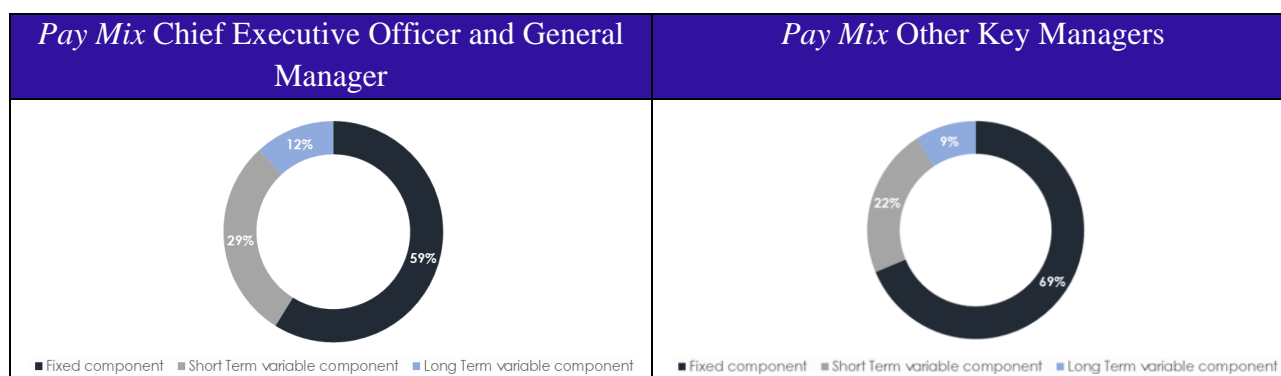 Pay Mix Chief Executive Officer and General
Manager
Pay Mix Other Key Managers
12%
29%
59%
Fixed component Short Term variable component Long Term variable component
9%
22%
69%
Fixed component Short Term variable component Long Term variable component